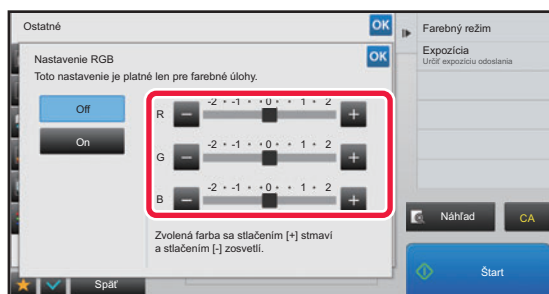 Ostatné
OK
Nastavenie RGB
OK
Toto nastavenie je platné len pre farebné úlohy.
Off
On
R
-2 • -1 • • 0 • • 1 • 2
G
-2 • -1 • • 0 • • 1 • 2
B
-2 • -1 • • 0 • • 1 • 2
Zvolená farba sa stlačením [+] stmaví
a stlačením [-] zosvetlí.
Späť
Farebný režim
Expozícia
Určiť expozíciu odoslania
Náhľad
CA
Štart